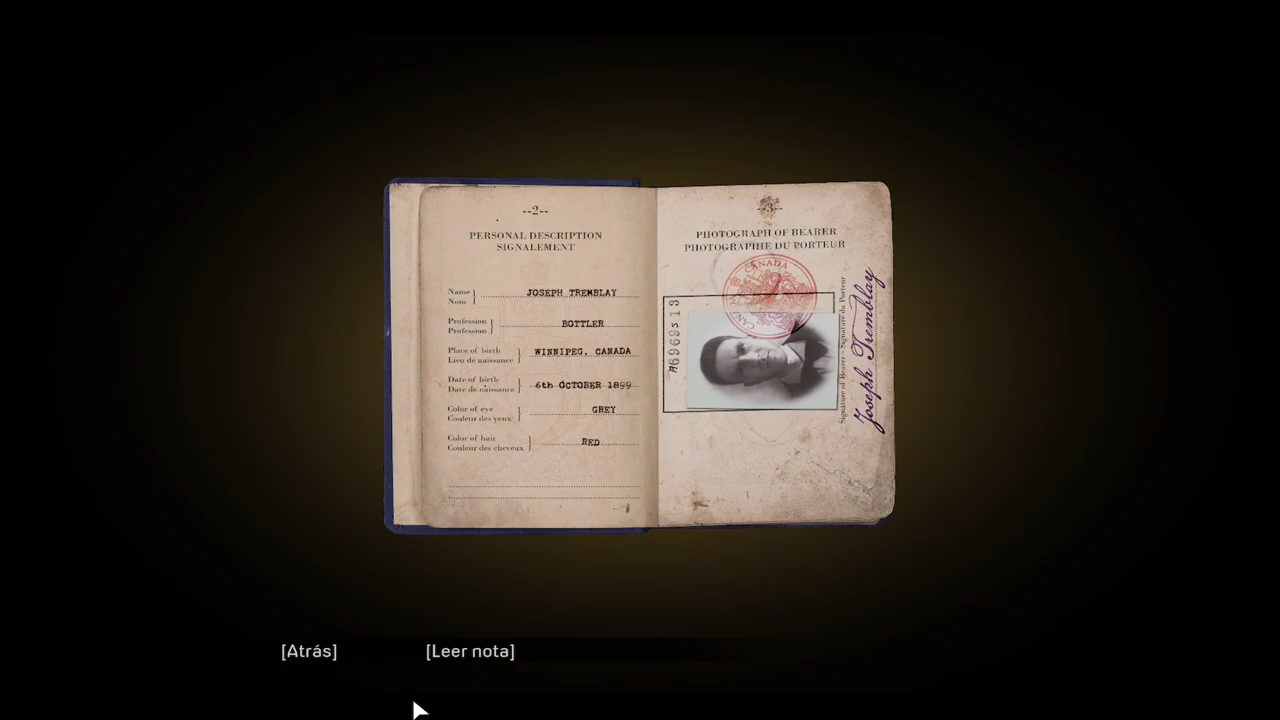 --2--
PERSONAL DESCRIPTION
SIGNALEMENT
Name
Nom
JOSEPH TREMBLAY
Profession
Profession
BOTTLER
Place of birth
Lieu de naissance
WINNIPEG, CANADA
Date of birth
Date de naissance
6th OCTOBER 1899
Color of eye
Couleur des yeux
GREY
Color of hair
Couleur des cheveux
RED
--3--
PHOTOGRAPH OF BEARER
PHOTOGRAPHIE DU PORTEUR
CANADA
Signature of Bearer - Signature du Porteur
Joseph Tremblay
[Atrás]
[Leer nota]